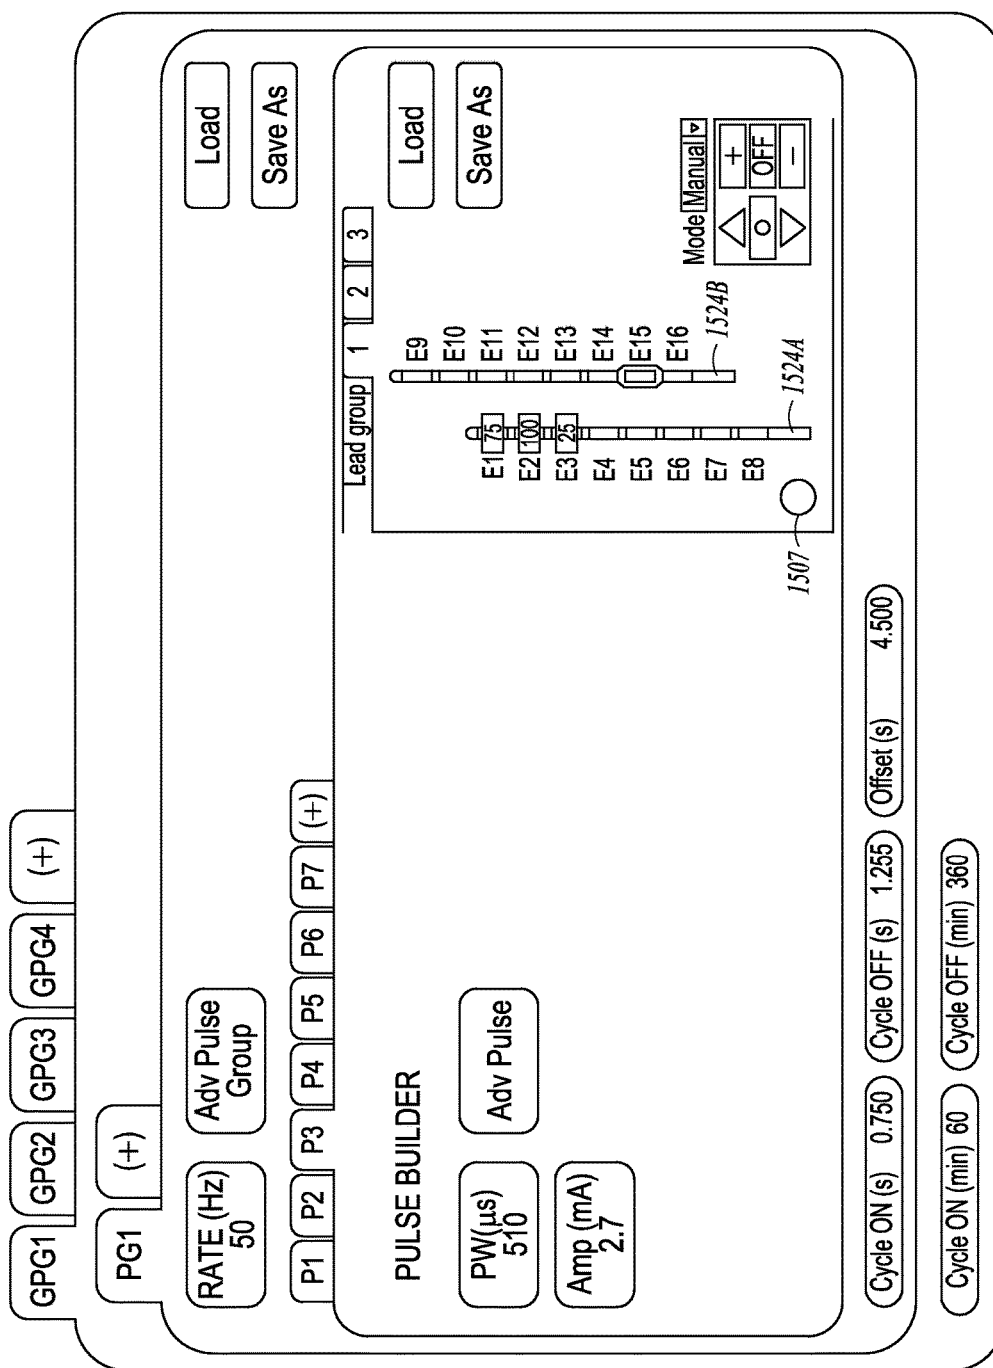 GPG1 GPG2 GPG3 GPG4 (+)
PG1 (+)
RATE (Hz)
50
Adv Pulse
Group
Load
Save As
P1 P2 P3 P4 P5 P6 P7 (+)
PULSE BUILDER
PW(µs)
510
Adv Pulse
Amp (mA)
2.7
Lead group 1 2 3
Load
Save As
E9
E10
E11
E12
E13
E14
E15
E16
E1 75
E2 100
E3 25
E4
E5
E6
E7
E8
1507
1524A
1524B
Mode Manual
+
OFF
−
Cycle ON (s) 0.750
Cycle OFF (s) 1.255
Offset (s) 4.500
Cycle ON (min) 60
Cycle OFF (min) 360